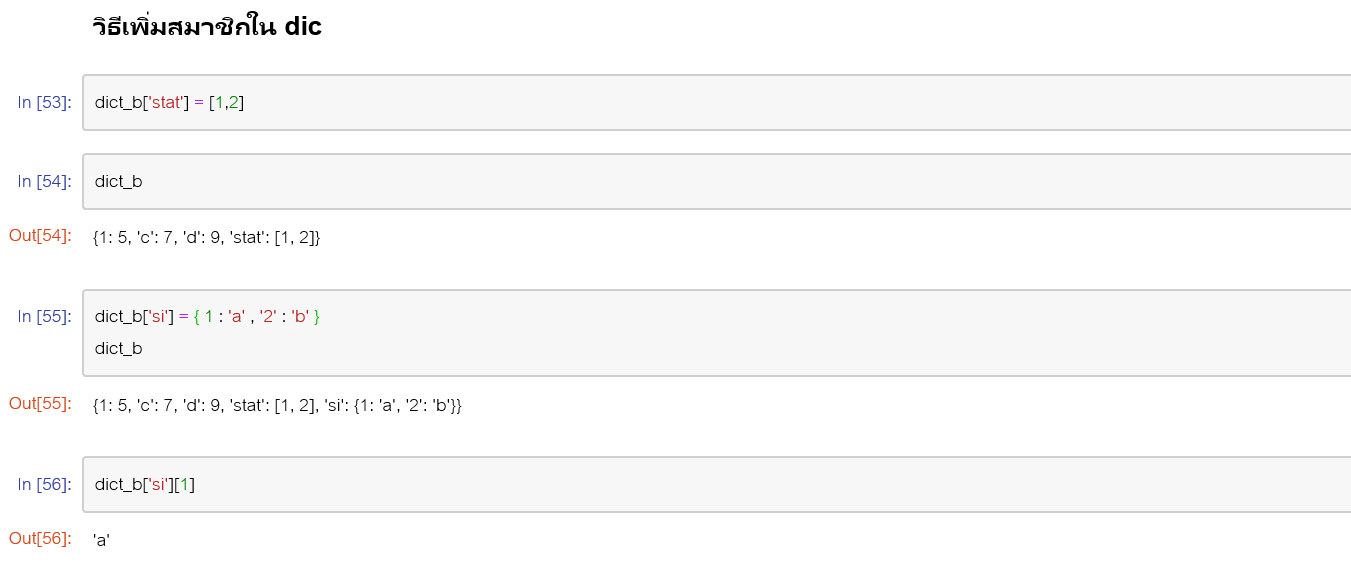 วิธีเพิ่มสมาชิกใน dic
In [53]: dict_b['stat'] = [1,2]
In [54]: dict_b
Out[54]: {1: 5, 'c': 7, 'd': 9, 'stat': [1, 2]}
In [55]: dict_b['si'] = { 1 : 'a' , '2' : 'b' }
dict_b
Out[55]: {1: 5, 'c': 7, 'd': 9, 'stat': [1, 2], 'si': {1: 'a', '2': 'b'}}
In [56]: dict_b['si'][1]
Out[56]: 'a'